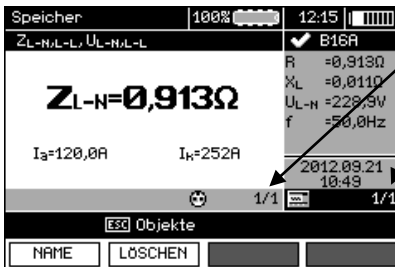 Speicher 100% 12:15
ZL-N,L-L, UL-N,L-L B16A
ZL-N=0,913Ω
Ia=120,0A Ik=252A
R =0,913Ω
XL =0,011Ω
UL-N =228,9V
f =50,0Hz
2012.09.21
10:49
1/1 1/1
ESC Objekte
NAME LÖSCHEN